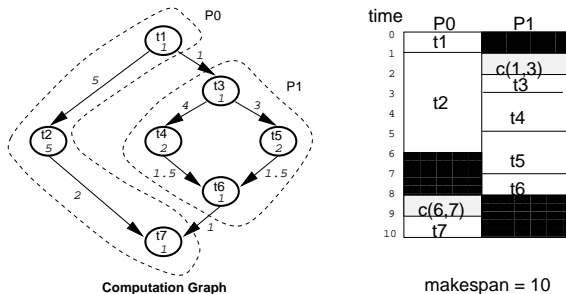 P0
t1
1
5
1
t3
1
P1
4
3
t2
5
t4
2
t5
2
1.5
1.5
2
t6
1
1
t7
1
Computation Graph
time
P0
P1
0
t1
1
c(1,3)
2
t3
3
t2
t4
4
5
t5
6
7
t6
8
c(6,7)
9
t7
10
makespan = 10